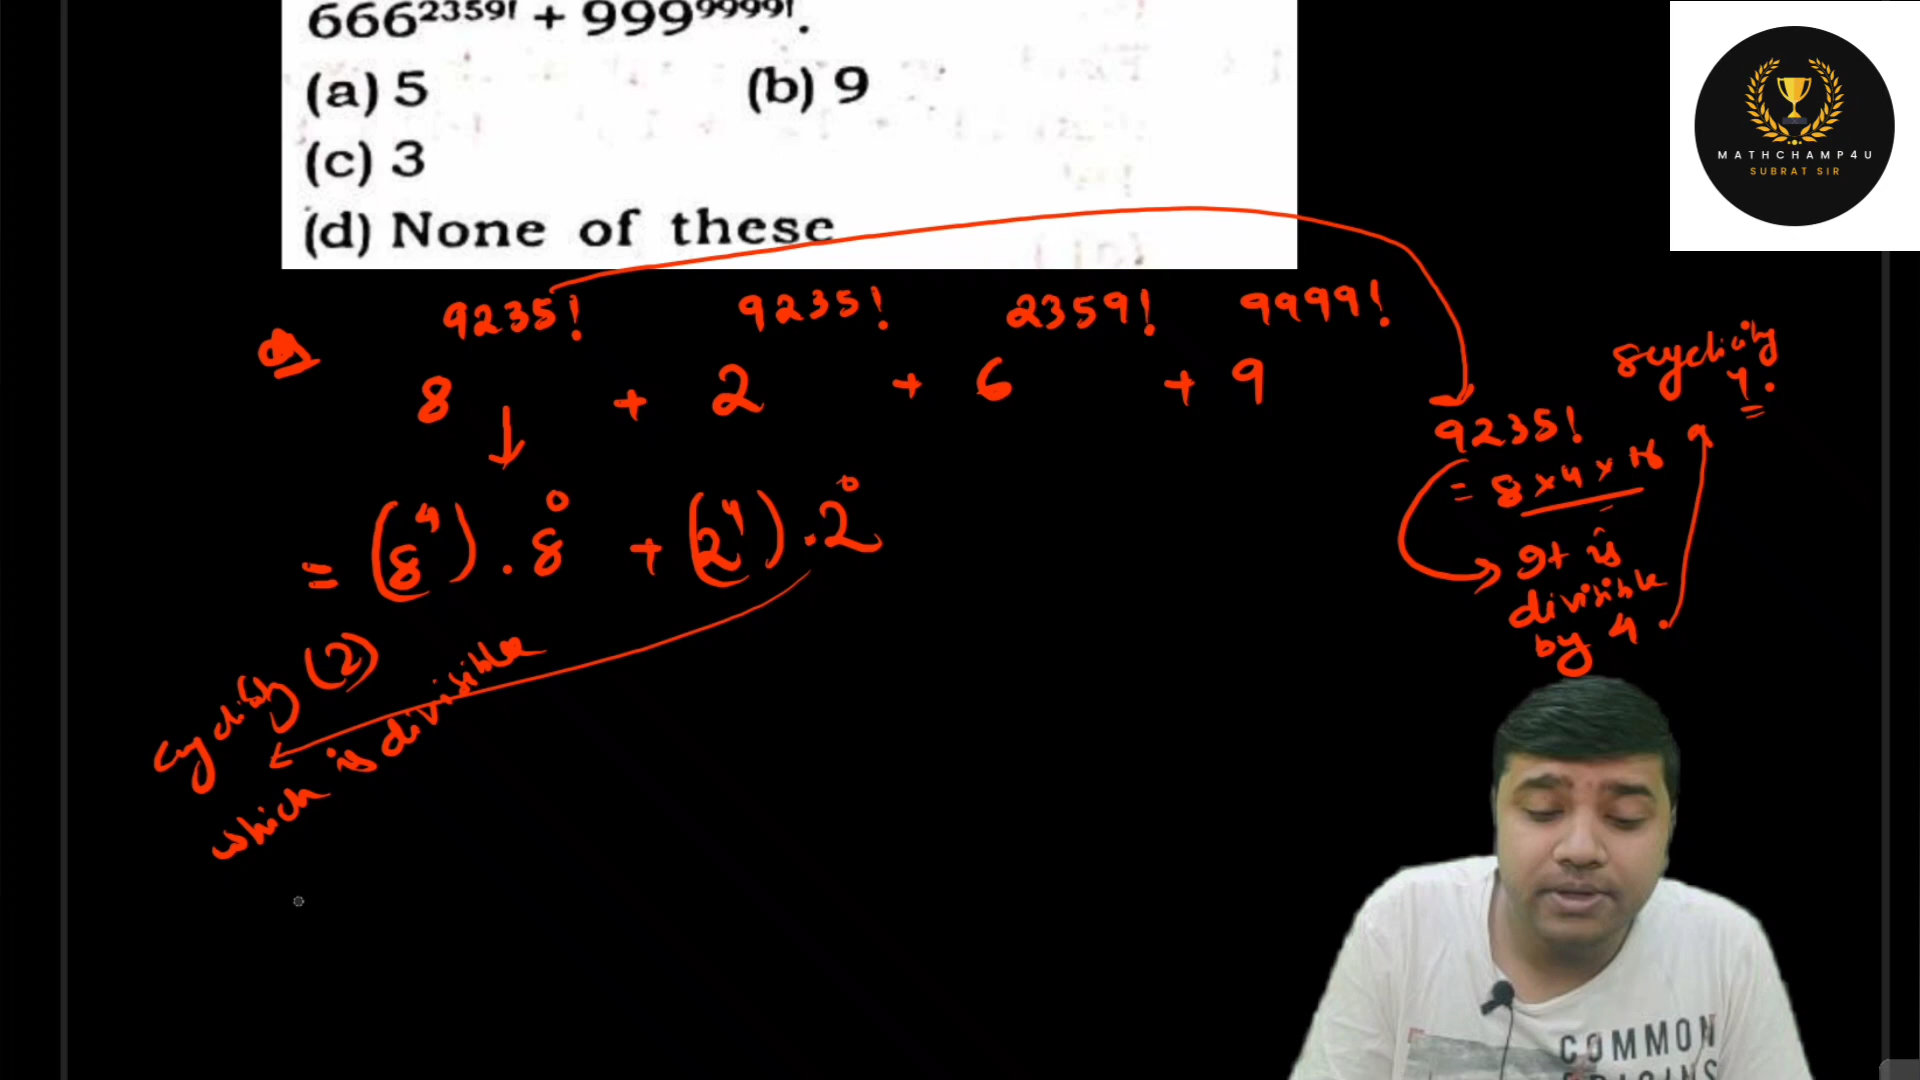 666^2359! + 999^9999!.
(a) 5 (b) 9
(c) 3
(d) None of these
MATHCHAMP4U
SUBRAT SIR
8^9235! + 2^9235! + 6^2359! + 9^9999!
= (8^4) . 8^0 + (2^4) . 2^0
8 cyclicity
4.
9235!
= 8 x 4 x
It is
divisible
by 4.
cyclicity (2)
which is divisible
COMMON
ORIGINS